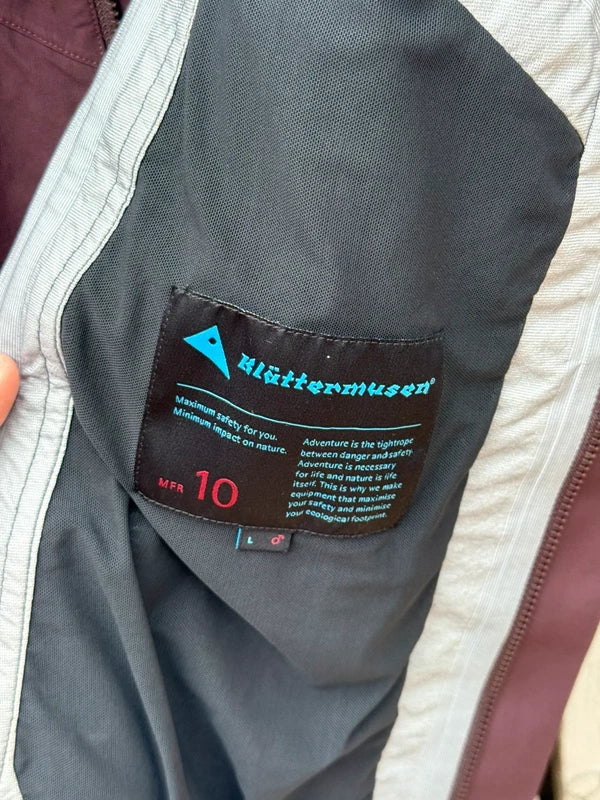 Klättermusen®
Maximum safety for you.
Minimum impact on nature.
Adventure is the tightrope
between danger and safety.
Adventure is necessary
for life and nature is life
itself. This is why we make
equipment that maximise
your safety and minimise
your ecological footprint.
MFR 10
L ♂